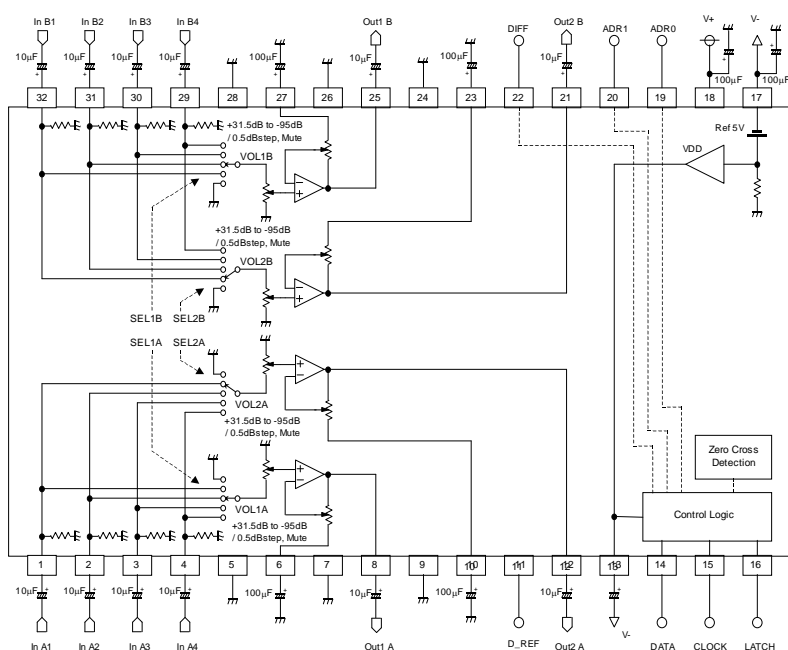 In B1 In B2 In B3 In B4 Out1 B DIFF Out2 B ADR1 ADR0 V+ V-
10µF 10µF 10µF 10µF 100µF 10µF 100µF 10µF 100µF 100µF
32 31 30 29 28 27 26 25 24 23 22 21 20 19 18 17
+31.5dB to -95dB
/ 0.5dBstep, Mute
VOL1B
Ref 5V
VDD
+31.5dB to -95dB
/ 0.5dBstep, Mute
VOL2B
SEL1B SEL2B
SEL1A SEL2A
VOL2A
+31.5dB to -95dB
/ 0.5dBstep, Mute
Zero Cross
Detection
VOL1A
+31.5dB to -95dB
/ 0.5dBstep, Mute
Control Logic
1 2 3 4 5 6 7 8 9 10 11 12 13 14 15 16
10µF 10µF 10µF 10µF 100µF 10µF 100µF 10µF
In A1 In A2 In A3 In A4 Out1 A D_REF Out2 A V- DATA CLOCK LATCH